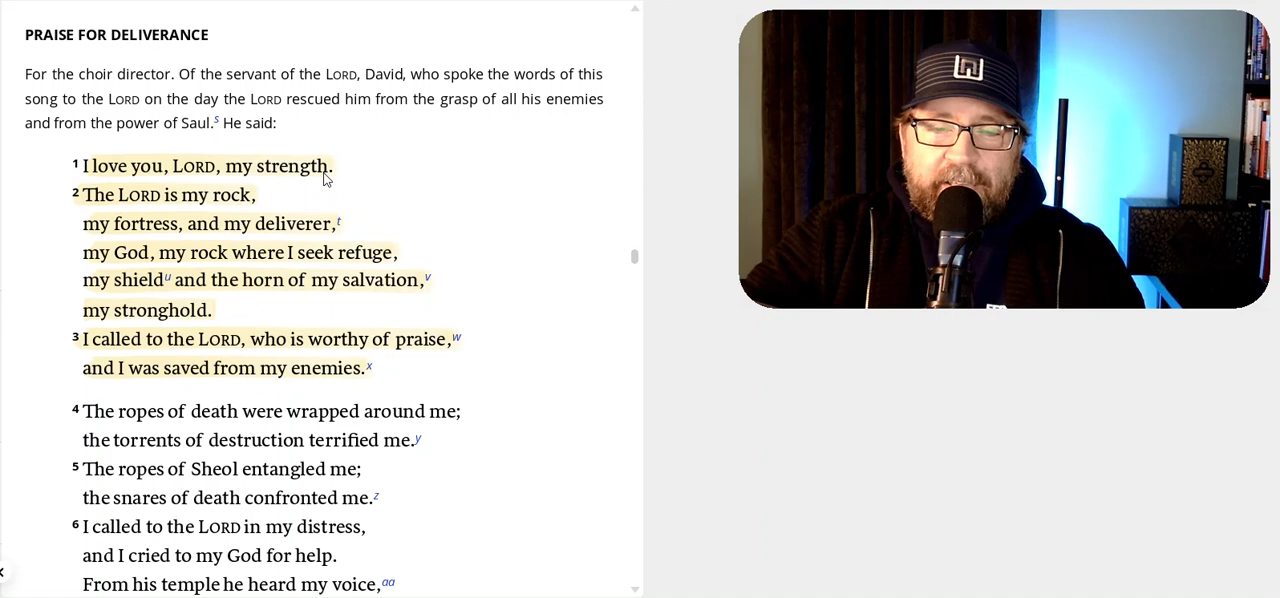 PRAISE FOR DELIVERANCE
For the choir director. Of the servant of the LORD, David, who spoke the words of this
song to the LORD on the day the LORD rescued him from the grasp of all his enemies
and from the power of Saul.s He said:
1 I love you, LORD, my strength.
2 The LORD is my rock,
my fortress, and my deliverer,t
my God, my rock where I seek refuge,
my shieldu and the horn of my salvation,v
my stronghold.
3 I called to the LORD, who is worthy of praise,w
and I was saved from my enemies.x
4 The ropes of death were wrapped around me;
the torrents of destruction terrified me.y
5 The ropes of Sheol entangled me;
the snares of death confronted me.z
6 I called to the LORD in my distress,
and I cried to my God for help.
From his temple he heard my voice,aa